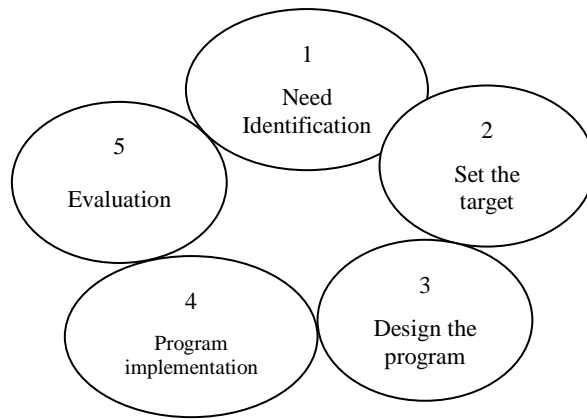 1
Need
Identification
2
Set the
target
3
Design the
program
4
Program
implementation
5
Evaluation